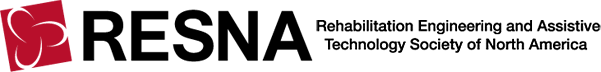 RESNA
Rehabilitation Engineering and Assistive
Technology Society of North America